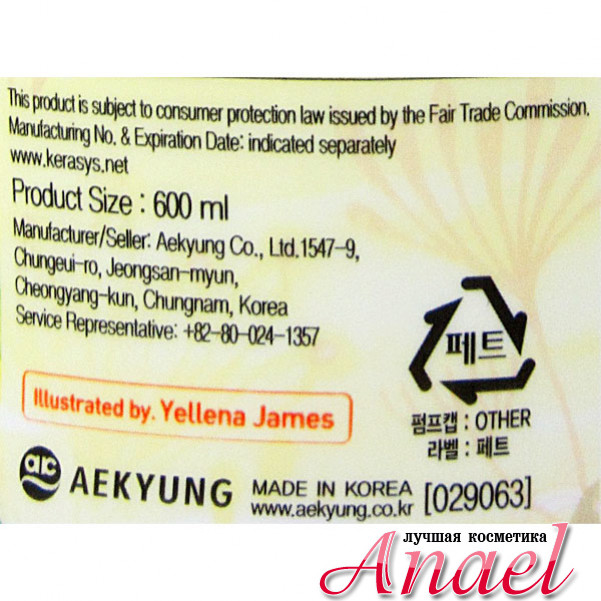 This product is subject to consumer protection law issued by the Fair Trade Commission.
Manufacturing No. & Expiration Date: indicated separately
www.kerasys.net
Product Size : 600 ml
Manufacturer/Seller: Aekyung Co., Ltd.1547-9,
Chungeui-ro, Jeongsan-myun,
Cheongyang-kun, Chungnam, Korea
Service Representative: +82-80-024-1357
페트
펌프캡 : OTHER
라벨 : 페트
Illustrated by. Yellena James
ac AEKYUNG MADE IN KOREA [029063]
www.aekyung.co.kr
лучшая косметика
Anael